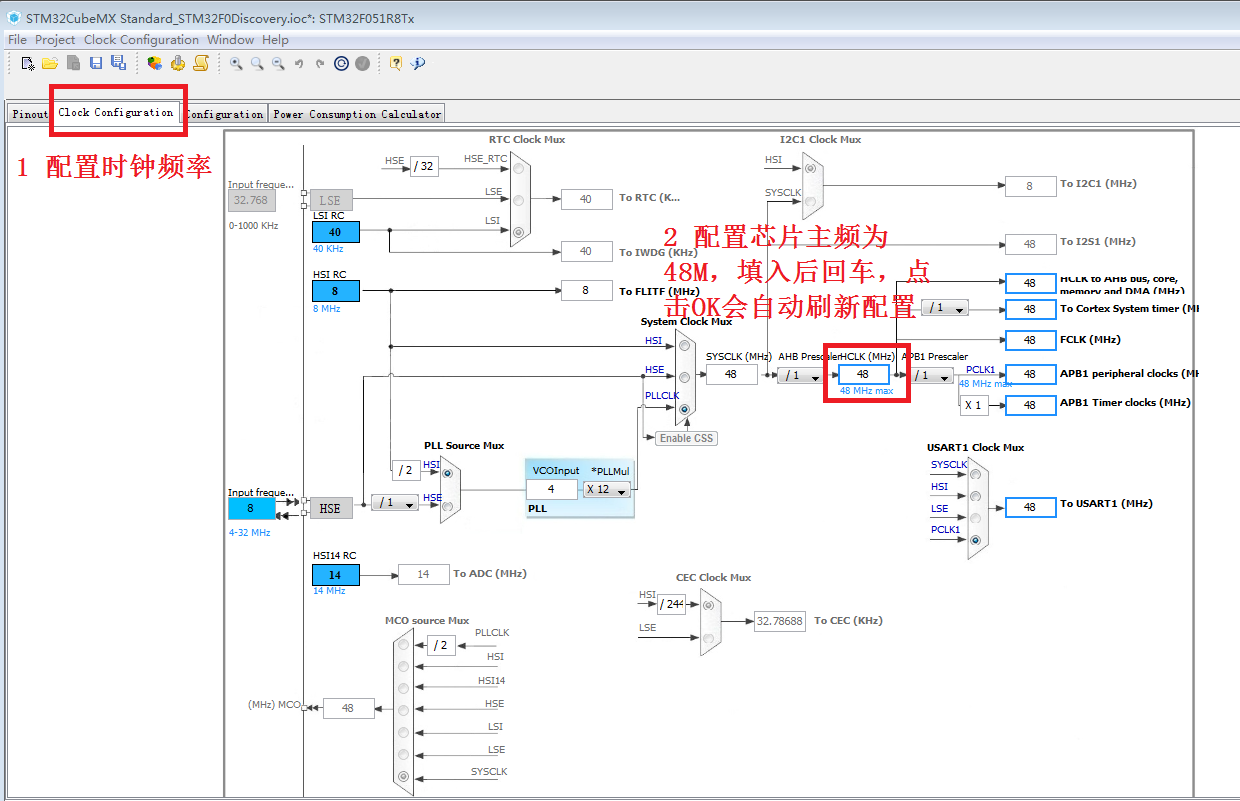 STM32CubeMX Standard_STM32F0Discovery.ioc*: STM32F051R8Tx
File Project Clock Configuration Window Help
Pinout Clock Configuration Configuration Power Consumption Calculator
1 配置时钟频率
RTC Clock Mux
I2C1 Clock Mux
HSE
/ 32
HSE_RTC
HSI
Input freque...
32.768
0-1000 KHz
LSE
LSE
40
To RTC (K...
SYSCLK
8
To I2C1 (MHz)
LSI RC
40
40 KHz
LSI
40
To IWDG (KHz)
48
To I2S1 (MHz)
2 配置芯片主频为
48M，填入后回车，点
击OK会自动刷新配置
HSI RC
8
8 MHz
8
To FLITF (MHz)
48
HCLK to AHB bus, core,
memory and DMA (MHz)
/ 1
48
To Cortex System timer (MH
System Clock Mux
HSI
48
FCLK (MHz)
SYSCLK (MHz)
AHB Prescaler
HCLK (MHz)
APB1 Prescaler
HSE
48
/ 1
48
48 MHz max
/ 1
PCLK1
48 MHz max
48
APB1 peripheral clocks (MH
PLLCLK
X 1
48
APB1 Timer clocks (MHz)
Enable CSS
PLL Source Mux
USART1 Clock Mux
/ 2
HSI
VCOInput
*PLLMul
4
X 12
PLL
SYSCLK
HSI
LSE
PCLK1
48
To USART1 (MHz)
Input freque...
8
4-32 MHz
HSE
/ 1
HSE
HSI14 RC
14
14 MHz
14
To ADC (MHz)
CEC Clock Mux
HSI
/ 244
LSE
32.78688
To CEC (KHz)
MCO source Mux
/ 2
PLLCLK
HSI
HSI14
(MHz) MCO
48
HSE
LSI
LSE
SYSCLK